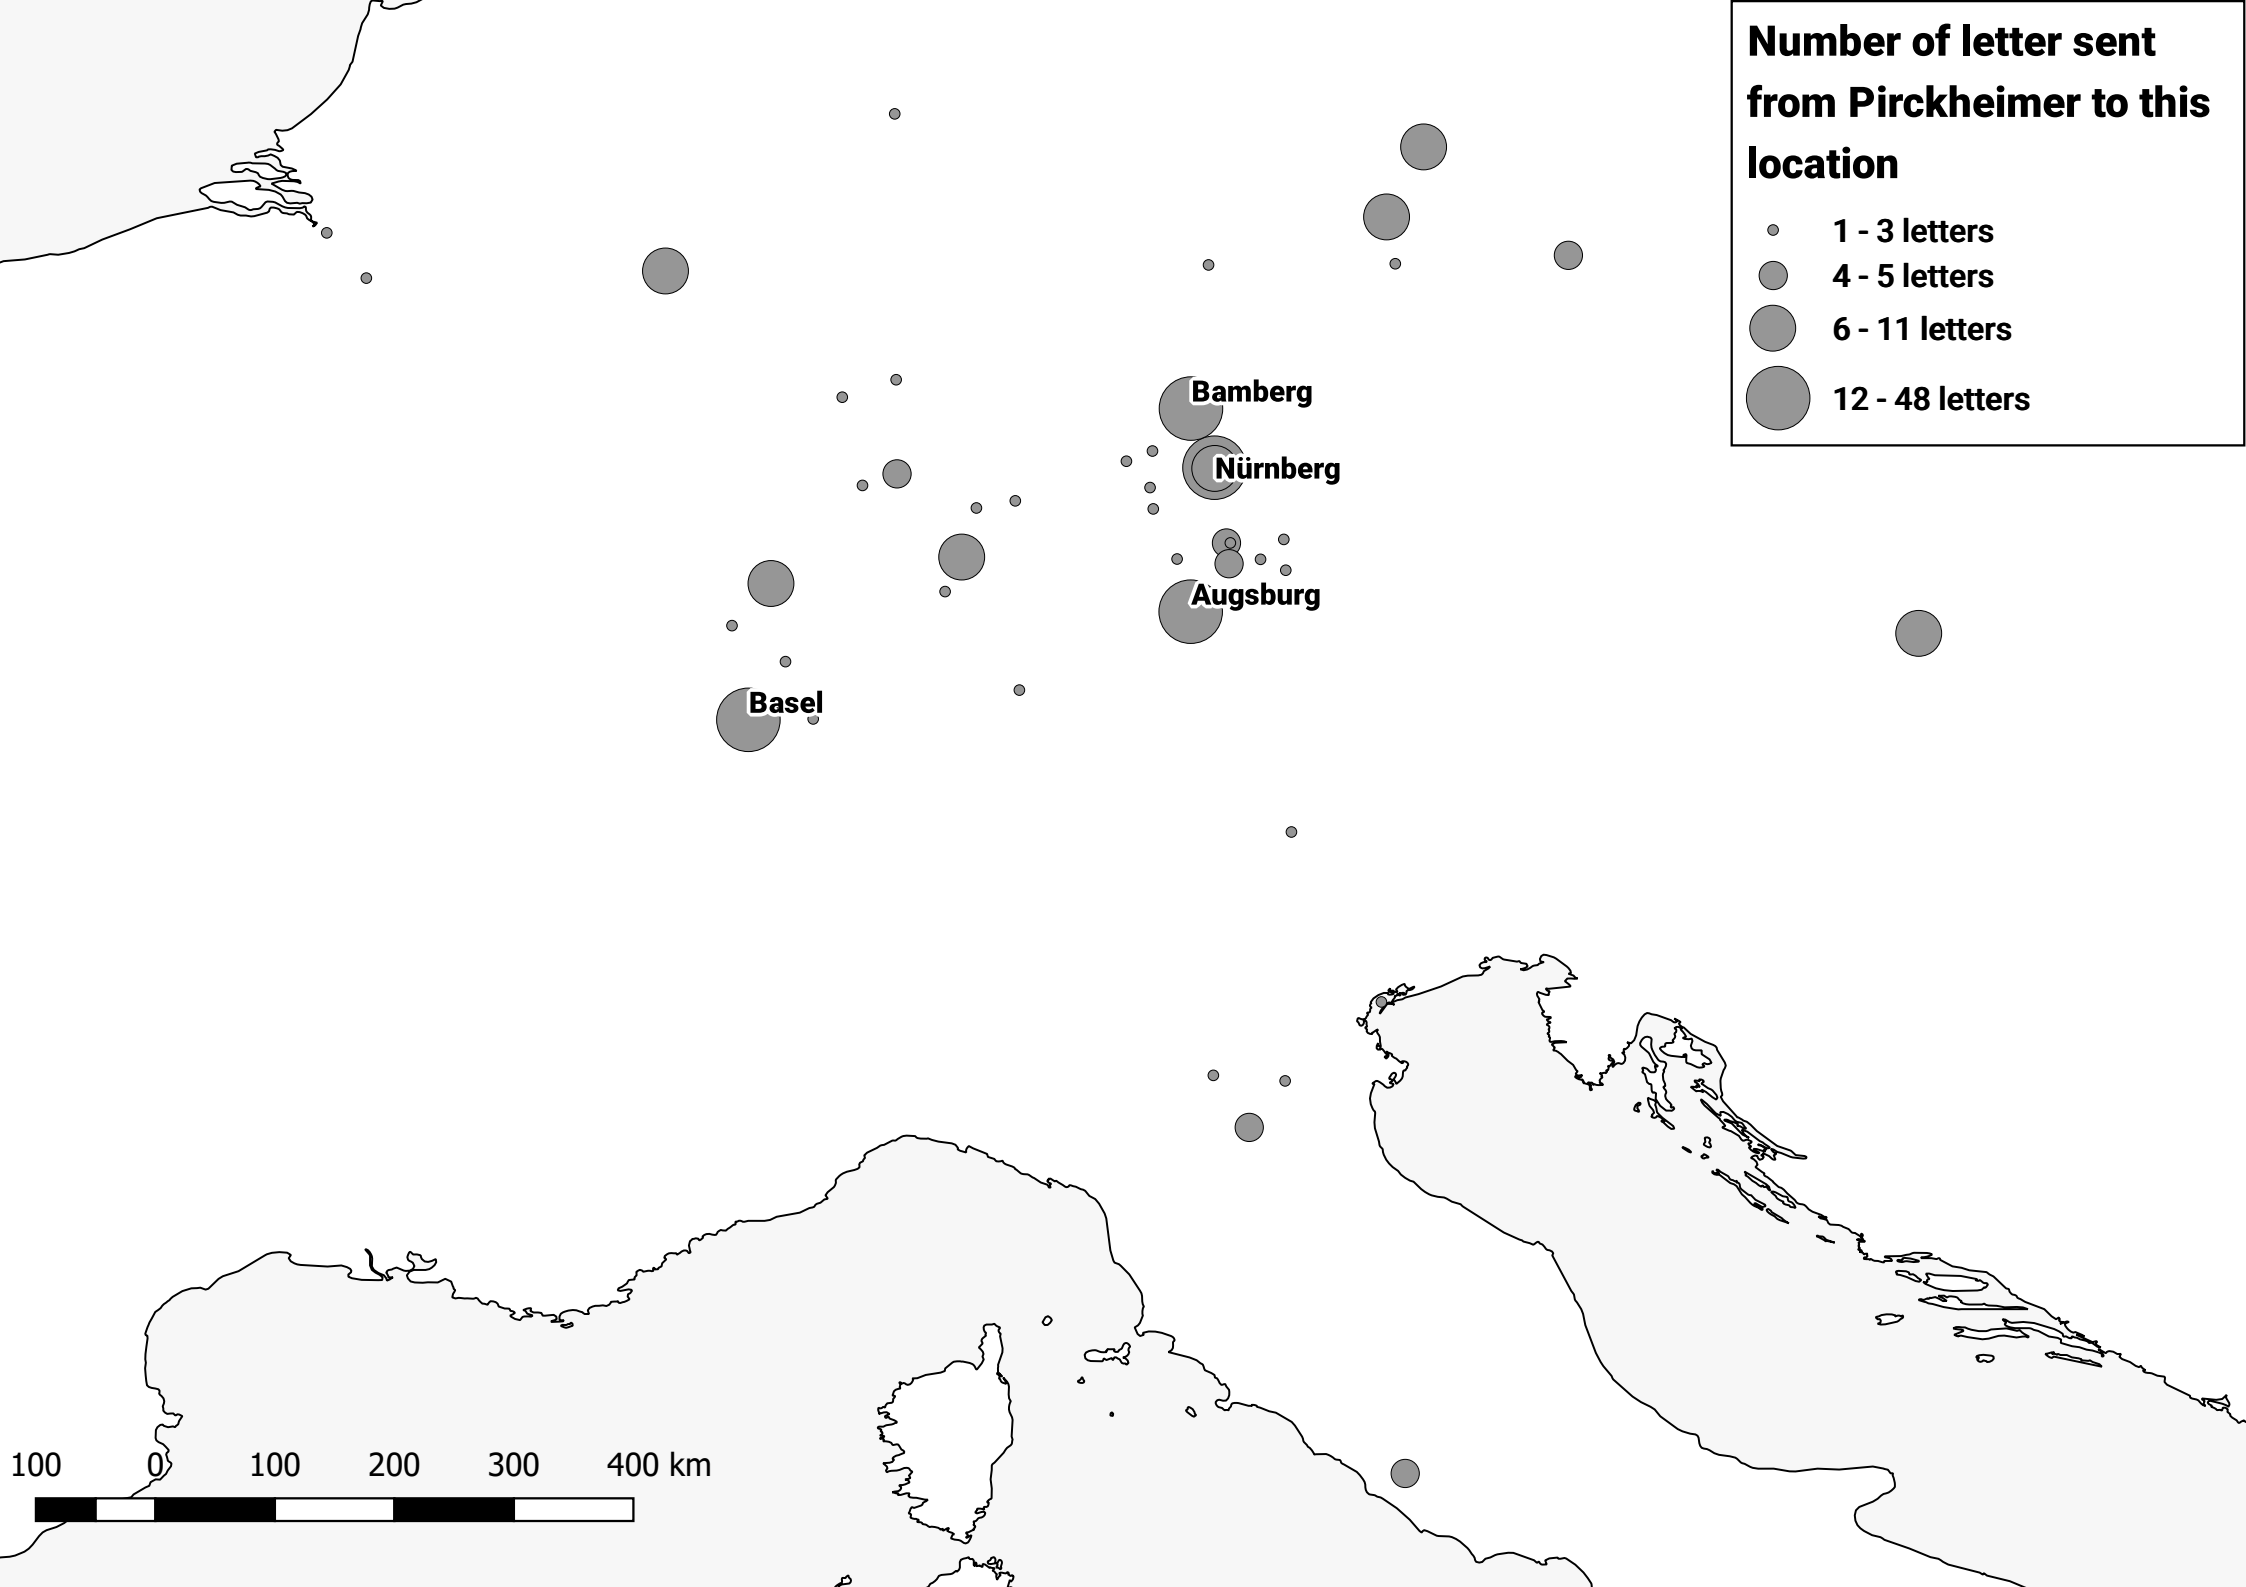 Number of letter sent
from Pirckheimer to this
location
1 - 3 letters
4 - 5 letters
6 - 11 letters
12 - 48 letters
Bamberg
Nürnberg
Augsburg
Basel
100 0 100 200 300 400 km